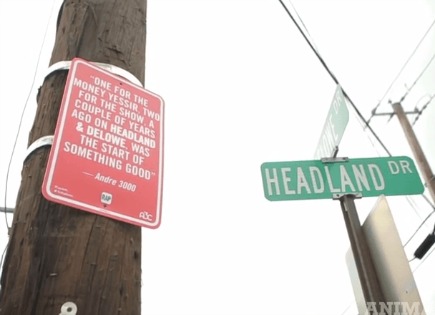 "ONE FOR THE
MONEY YESSIR, TWO
FOR THE SHOW, A
COUPLE OF YEARS
AGO ON HEADLAND
& DELOWE, WAS
THE START OF
SOMETHING GOOD"
— Andre 3000
RAP
HEADLAND DR
ANIMA